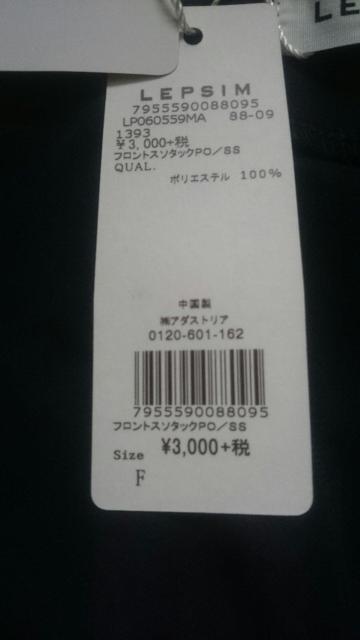 LE
LEPSIM
7955590088095
LP060559MA 88-09
1393
¥3,000+税
フロントスソタックPO/SS
QUAL.
ポリエステル 100%
中国製
㈱アダストリア
0120-601-162
7955590088095
フロントスソタックPO/SS
Size ¥3,000+税
F